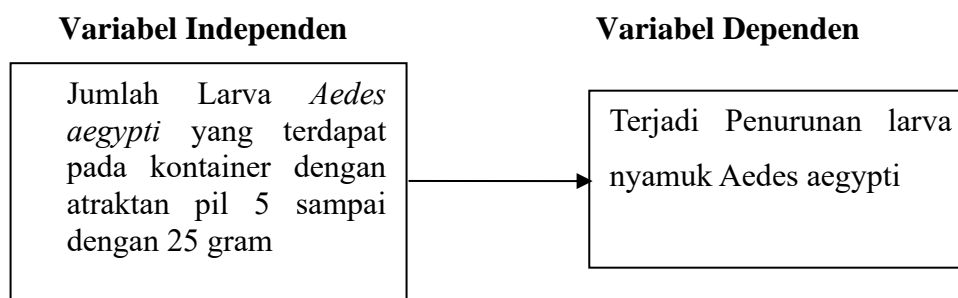 Variabel Independen
Variabel Dependen
Jumlah Larva Aedes
aegypti yang terdapat
pada kontainer dengan
atraktan pil 5 sampai
dengan 25 gram
Terjadi Penurunan larva
nyamuk Aedes aegypti